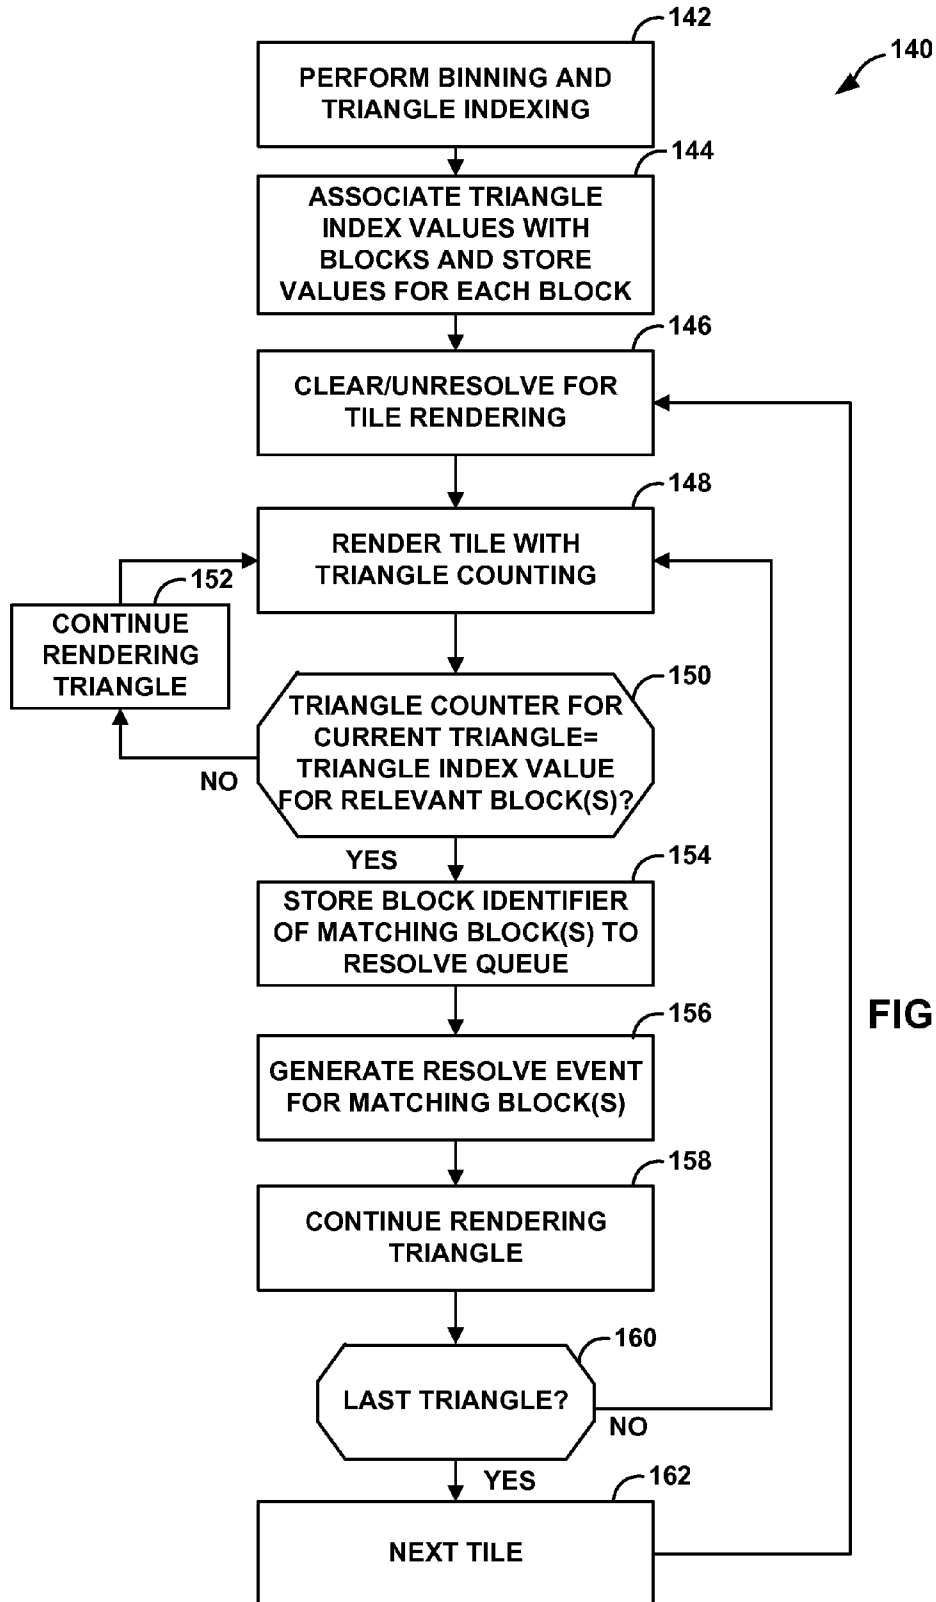 142
140
PERFORM BINNING AND
TRIANGLE INDEXING
144
ASSOCIATE TRIANGLE
INDEX VALUES WITH
BLOCKS AND STORE
VALUES FOR EACH BLOCK
146
CLEAR/UNRESOLVE FOR
TILE RENDERING
148
RENDER TILE WITH
TRIANGLE COUNTING
152
CONTINUE
RENDERING
TRIANGLE
150
TRIANGLE COUNTER FOR
CURRENT TRIANGLE=
TRIANGLE INDEX VALUE
FOR RELEVANT BLOCK(S)?
NO
YES
154
STORE BLOCK IDENTIFIER
OF MATCHING BLOCK(S) TO
RESOLVE QUEUE
FIG
156
GENERATE RESOLVE EVENT
FOR MATCHING BLOCK(S)
158
CONTINUE RENDERING
TRIANGLE
160
LAST TRIANGLE?
NO
YES
162
NEXT TILE